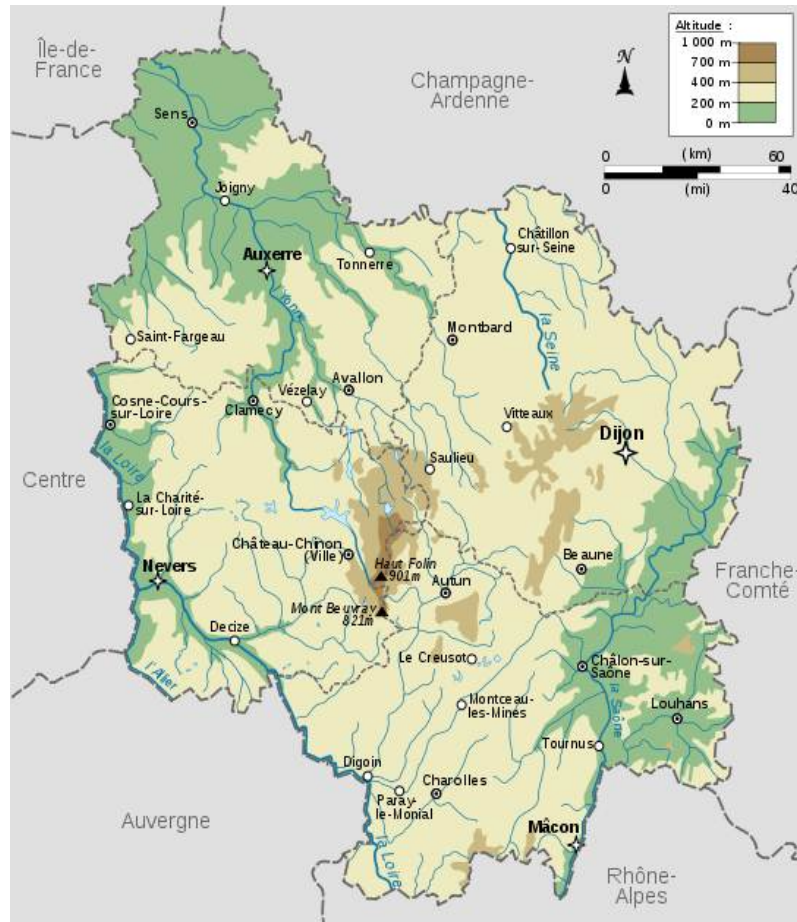 Île-de-
France
Champagne-
Ardenne
N
Altitude :
1 000 m
700 m
400 m
200 m
0 m
0 (km) 60
0 (mi) 40
Sens
Joigny
Auxerre
Tonnerre
Châtillon
sur-Seine
Yonne
la Seine
Saint-Fargeau
Montbard
Cosne-Cours-
sur-Loire
Clamecy
Vézelay
Avallon
Vitteaux
Dijon
la Loire
Centre
Saulieu
La Charité-
sur-Loire
Château-Chinon
(Ville)
Haut Folin
901m
Beaune
Nevers
Autun
Franche-
Comté
Mont Beuvray
821m
Decize
l'Alier
Le Creusot
Châlon-sur-
Saône
la Saône
Montceau-
les-Mines
Louhans
Tournus
Digoin
Paray-
le-Monial
Charolles
Auvergne
la Loire
Mâcon
Rhône-
Alpes